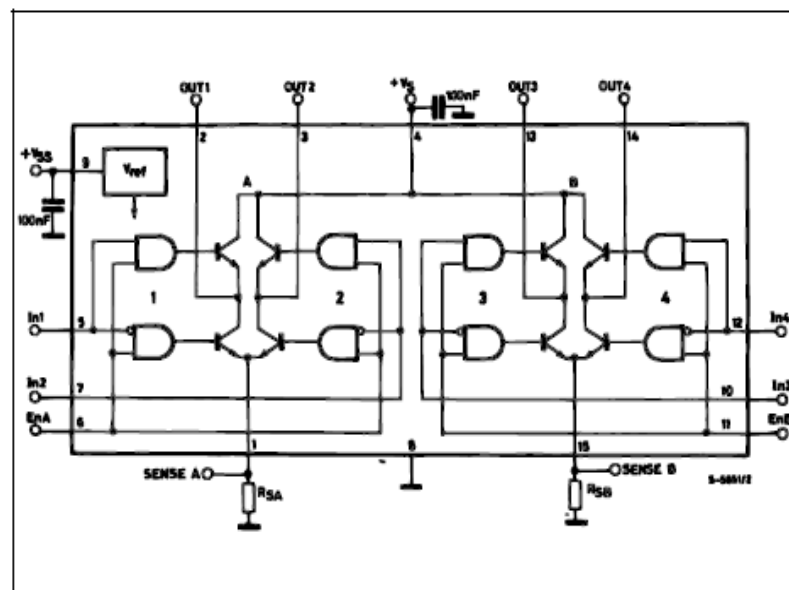 OUT1 OUT2 +VS 100nF OUT3 OUT4
2 3 4 13 14
+VSS 9 Vref A B
100nF
1 2 3 4
In1 5 12 In4
In2 7 10 In3
EnA 6 11 EnB
1 8 15
SENSE A SENSE B S-5851/2
RSA RSB